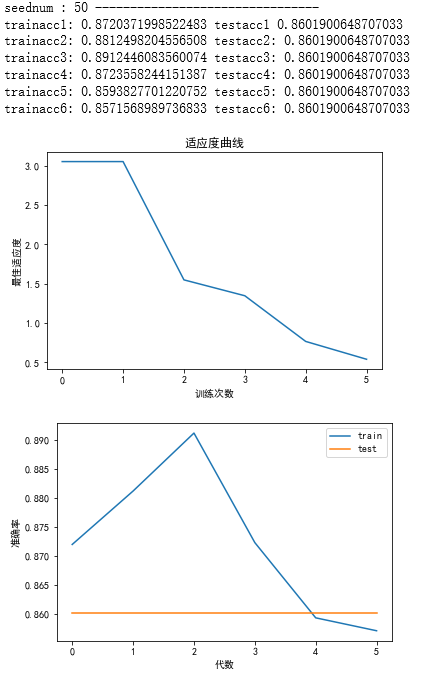 seednum : 50 --------------------------------
trainacc1: 0.8720371998522483 testacc1 0.8601900648707033
trainacc2: 0.8812498204556508 testacc2: 0.8601900648707033
trainacc3: 0.8912446083560074 testacc3: 0.8601900648707033
trainacc4: 0.8723558244151387 testacc4: 0.8601900648707033
trainacc5: 0.8593827701220752 testacc5: 0.8601900648707033
trainacc6: 0.8571568989736833 testacc6: 0.8601900648707033
适应度曲线
3.0
2.5
2.0
1.5
1.0
0.5
最佳适应度
0 1 2 3 4 5
训练次数
train
test
0.890
0.885
0.880
0.875
0.870
0.865
0.860
准确率
0 1 2 3 4 5
代数